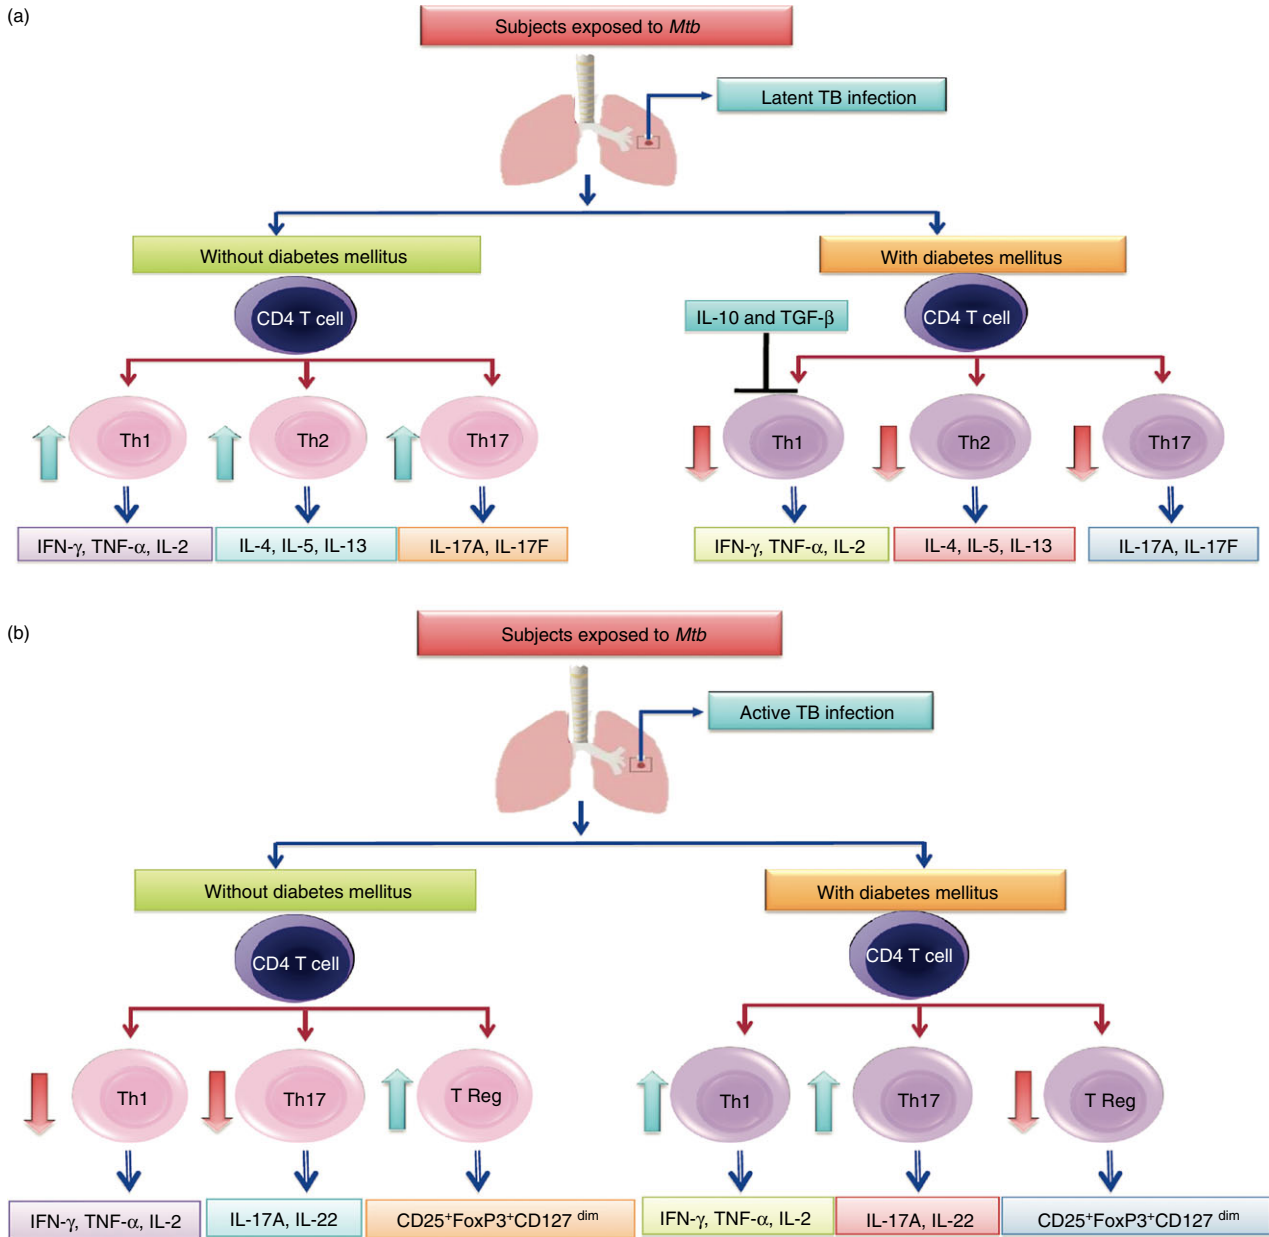 (a)
Subjects exposed to Mtb
Latent TB infection
Without diabetes mellitus
With diabetes mellitus
CD4 T cell
IL-10 and TGF-β
CD4 T cell
Th1
Th2
Th17
Th1
Th2
Th17
IFN-γ, TNF-α, IL-2
IL-4, IL-5, IL-13
IL-17A, IL-17F
IFN-γ, TNF-α, IL-2
IL-4, IL-5, IL-13
IL-17A, IL-17F
(b)
Subjects exposed to Mtb
Active TB infection
Without diabetes mellitus
With diabetes mellitus
CD4 T cell
CD4 T cell
Th1
Th17
T Reg
Th1
Th17
T Reg
IFN-γ, TNF-α, IL-2
IL-17A, IL-22
CD25⁺FoxP3⁺CD127 ᵈⁱᵐ
IFN-γ, TNF-α, IL-2
IL-17A, IL-22
CD25⁺FoxP3⁺CD127 ᵈⁱᵐ